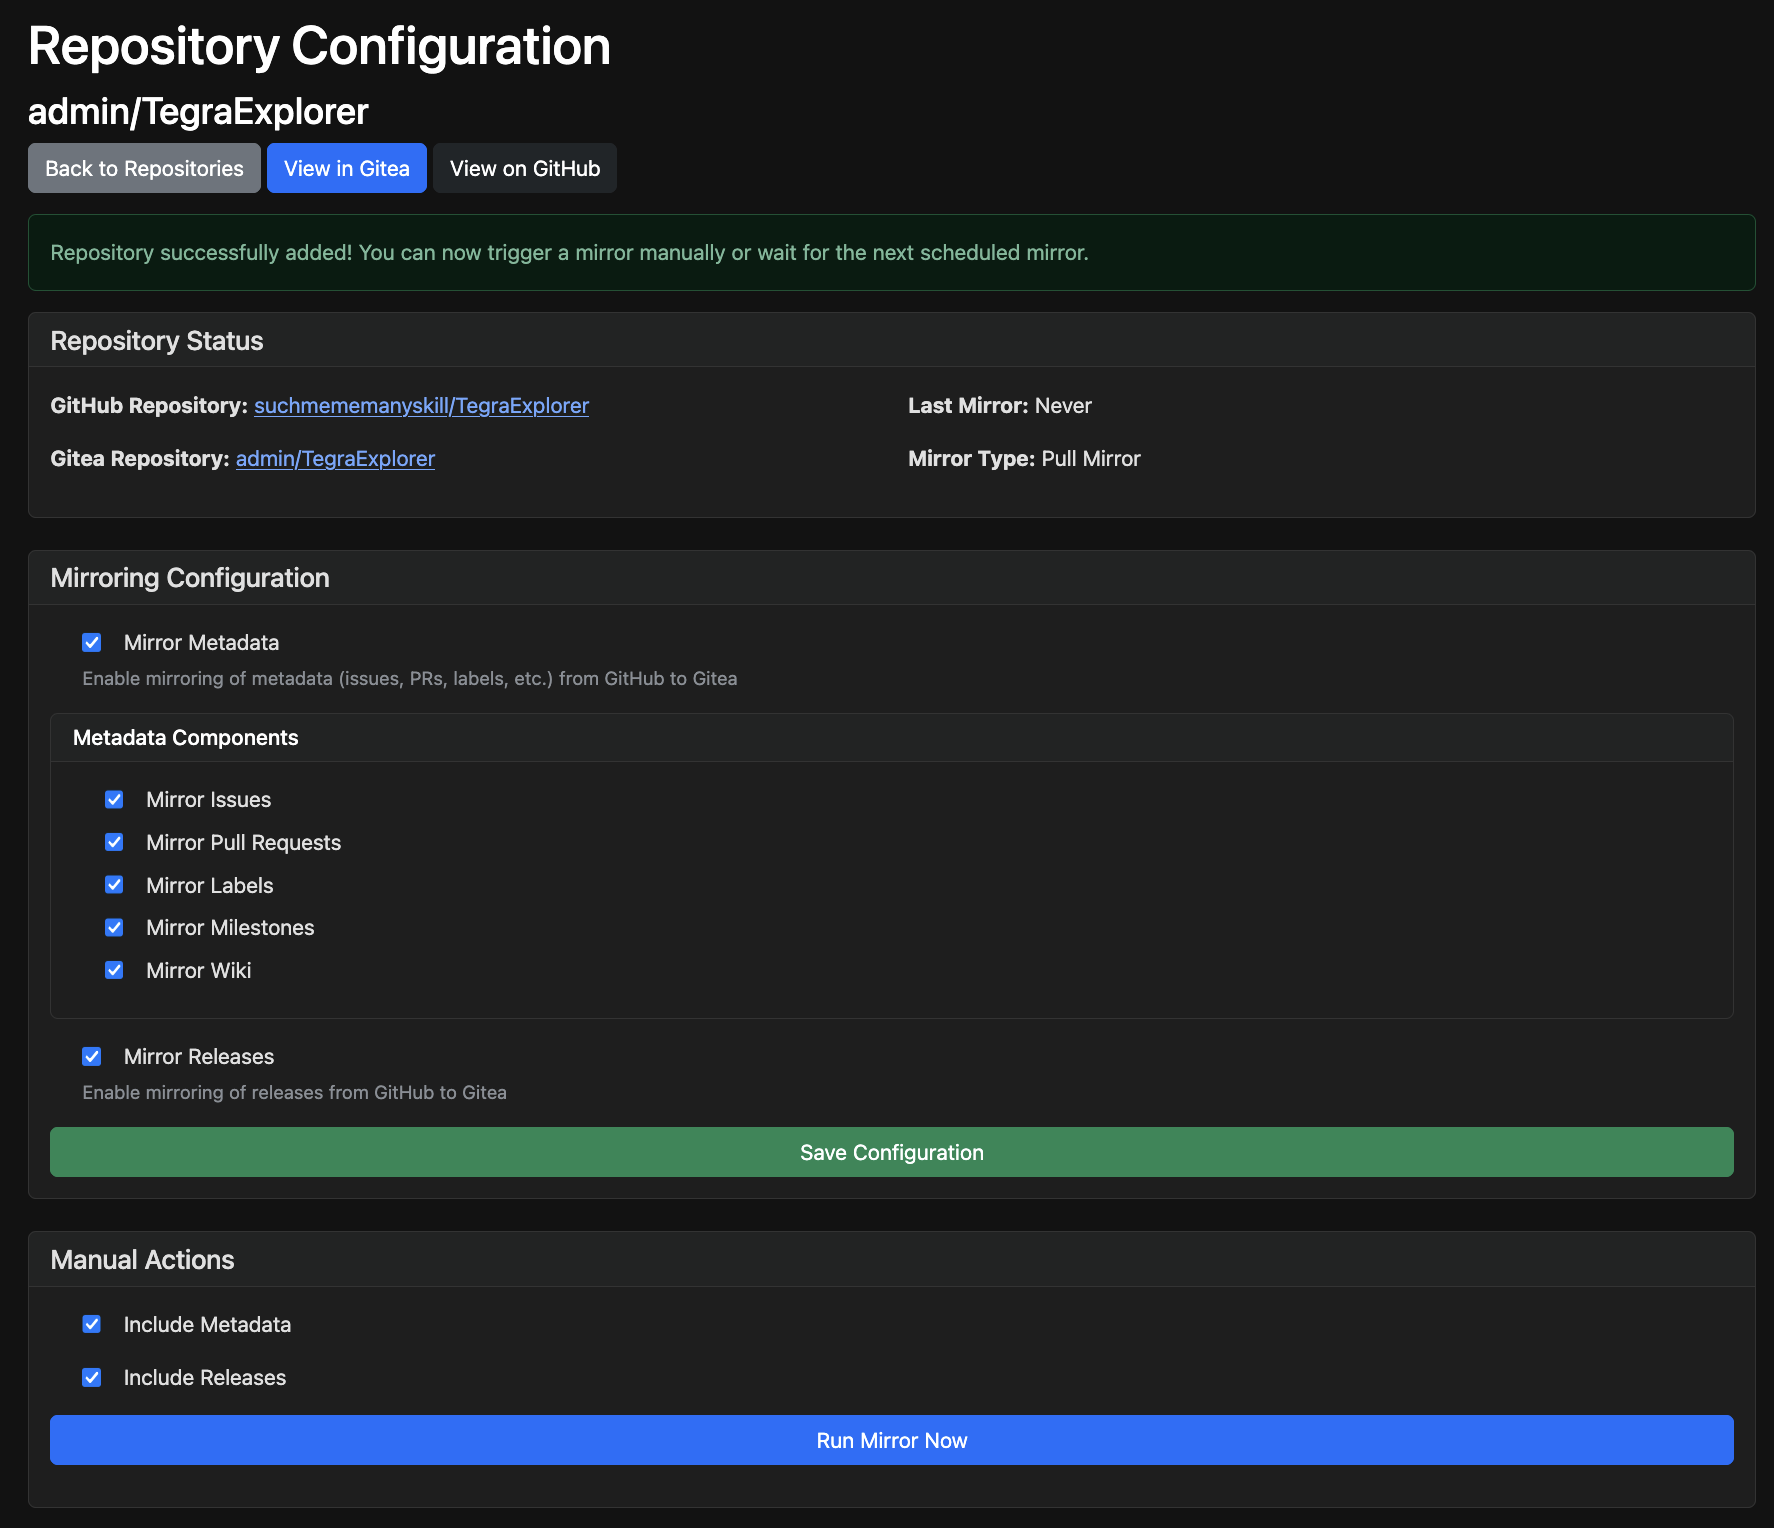 Repository Configuration
admin/TegraExplorer
Back to Repositories View in Gitea View on GitHub
Repository successfully added! You can now trigger a mirror manually or wait for the next scheduled mirror.
Repository Status
GitHub Repository: suchmememanyskill/TegraExplorer
Last Mirror: Never
Gitea Repository: admin/TegraExplorer
Mirror Type: Pull Mirror
Mirroring Configuration
Mirror Metadata
Enable mirroring of metadata (issues, PRs, labels, etc.) from GitHub to Gitea
Metadata Components
Mirror Issues
Mirror Pull Requests
Mirror Labels
Mirror Milestones
Mirror Wiki
Mirror Releases
Enable mirroring of releases from GitHub to Gitea
Save Configuration
Manual Actions
Include Metadata
Include Releases
Run Mirror Now